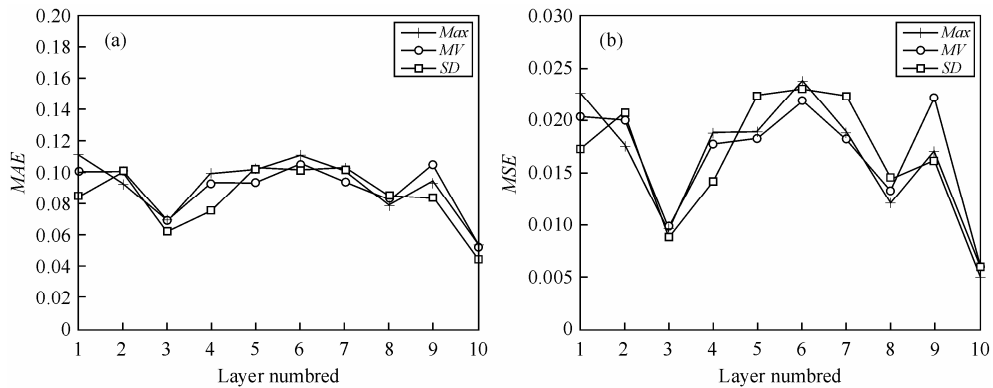 (a)
Max
MV
SD
MAE
0.20
0.18
0.16
0.14
0.12
0.10
0.08
0.06
0.04
0.02
0
1 2 3 4 5 6 7 8 9 10
Layer numbred
(b)
Max
MV
SD
MSE
0.030
0.025
0.020
0.015
0.010
0.005
0
1 2 3 4 5 6 7 8 9 10
Layer numbred